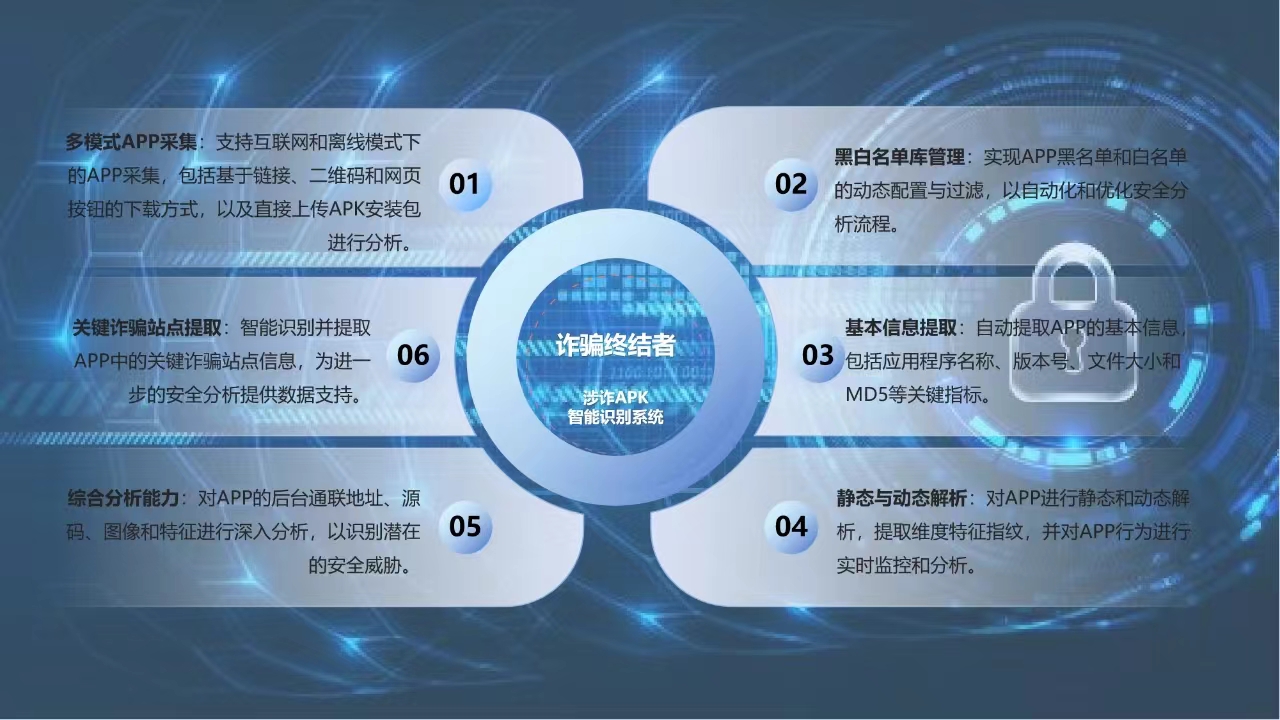 多模式APP采集：支持互联网和离线模式下
的APP采集，包括基于链接、二维码和网页
按钮的下载方式，以及直接上传APK安装包
进行分析。
01
02
黑白名单库管理：实现APP黑名单和白名单
的动态配置与过滤，以自动化和优化安全分
析流程。
诈骗终结者
涉诈APK
智能识别系统
03
基本信息提取：自动提取APP的基本信息，
包括应用程序名称、版本号、文件大小和
MD5等关键指标。
04
静态与动态解析：对APP进行静态和动态解
析，提取维度特征指纹，并对APP行为进行
实时监控和分析。
综合分析能力：对APP的后台通联地址、源
码、图像和特征进行深入分析，以识别潜在
的安全威胁。
05
关键诈骗站点提取：智能识别并提取
APP中的关键诈骗站点信息，为进一
步的安全分析提供数据支持。
06